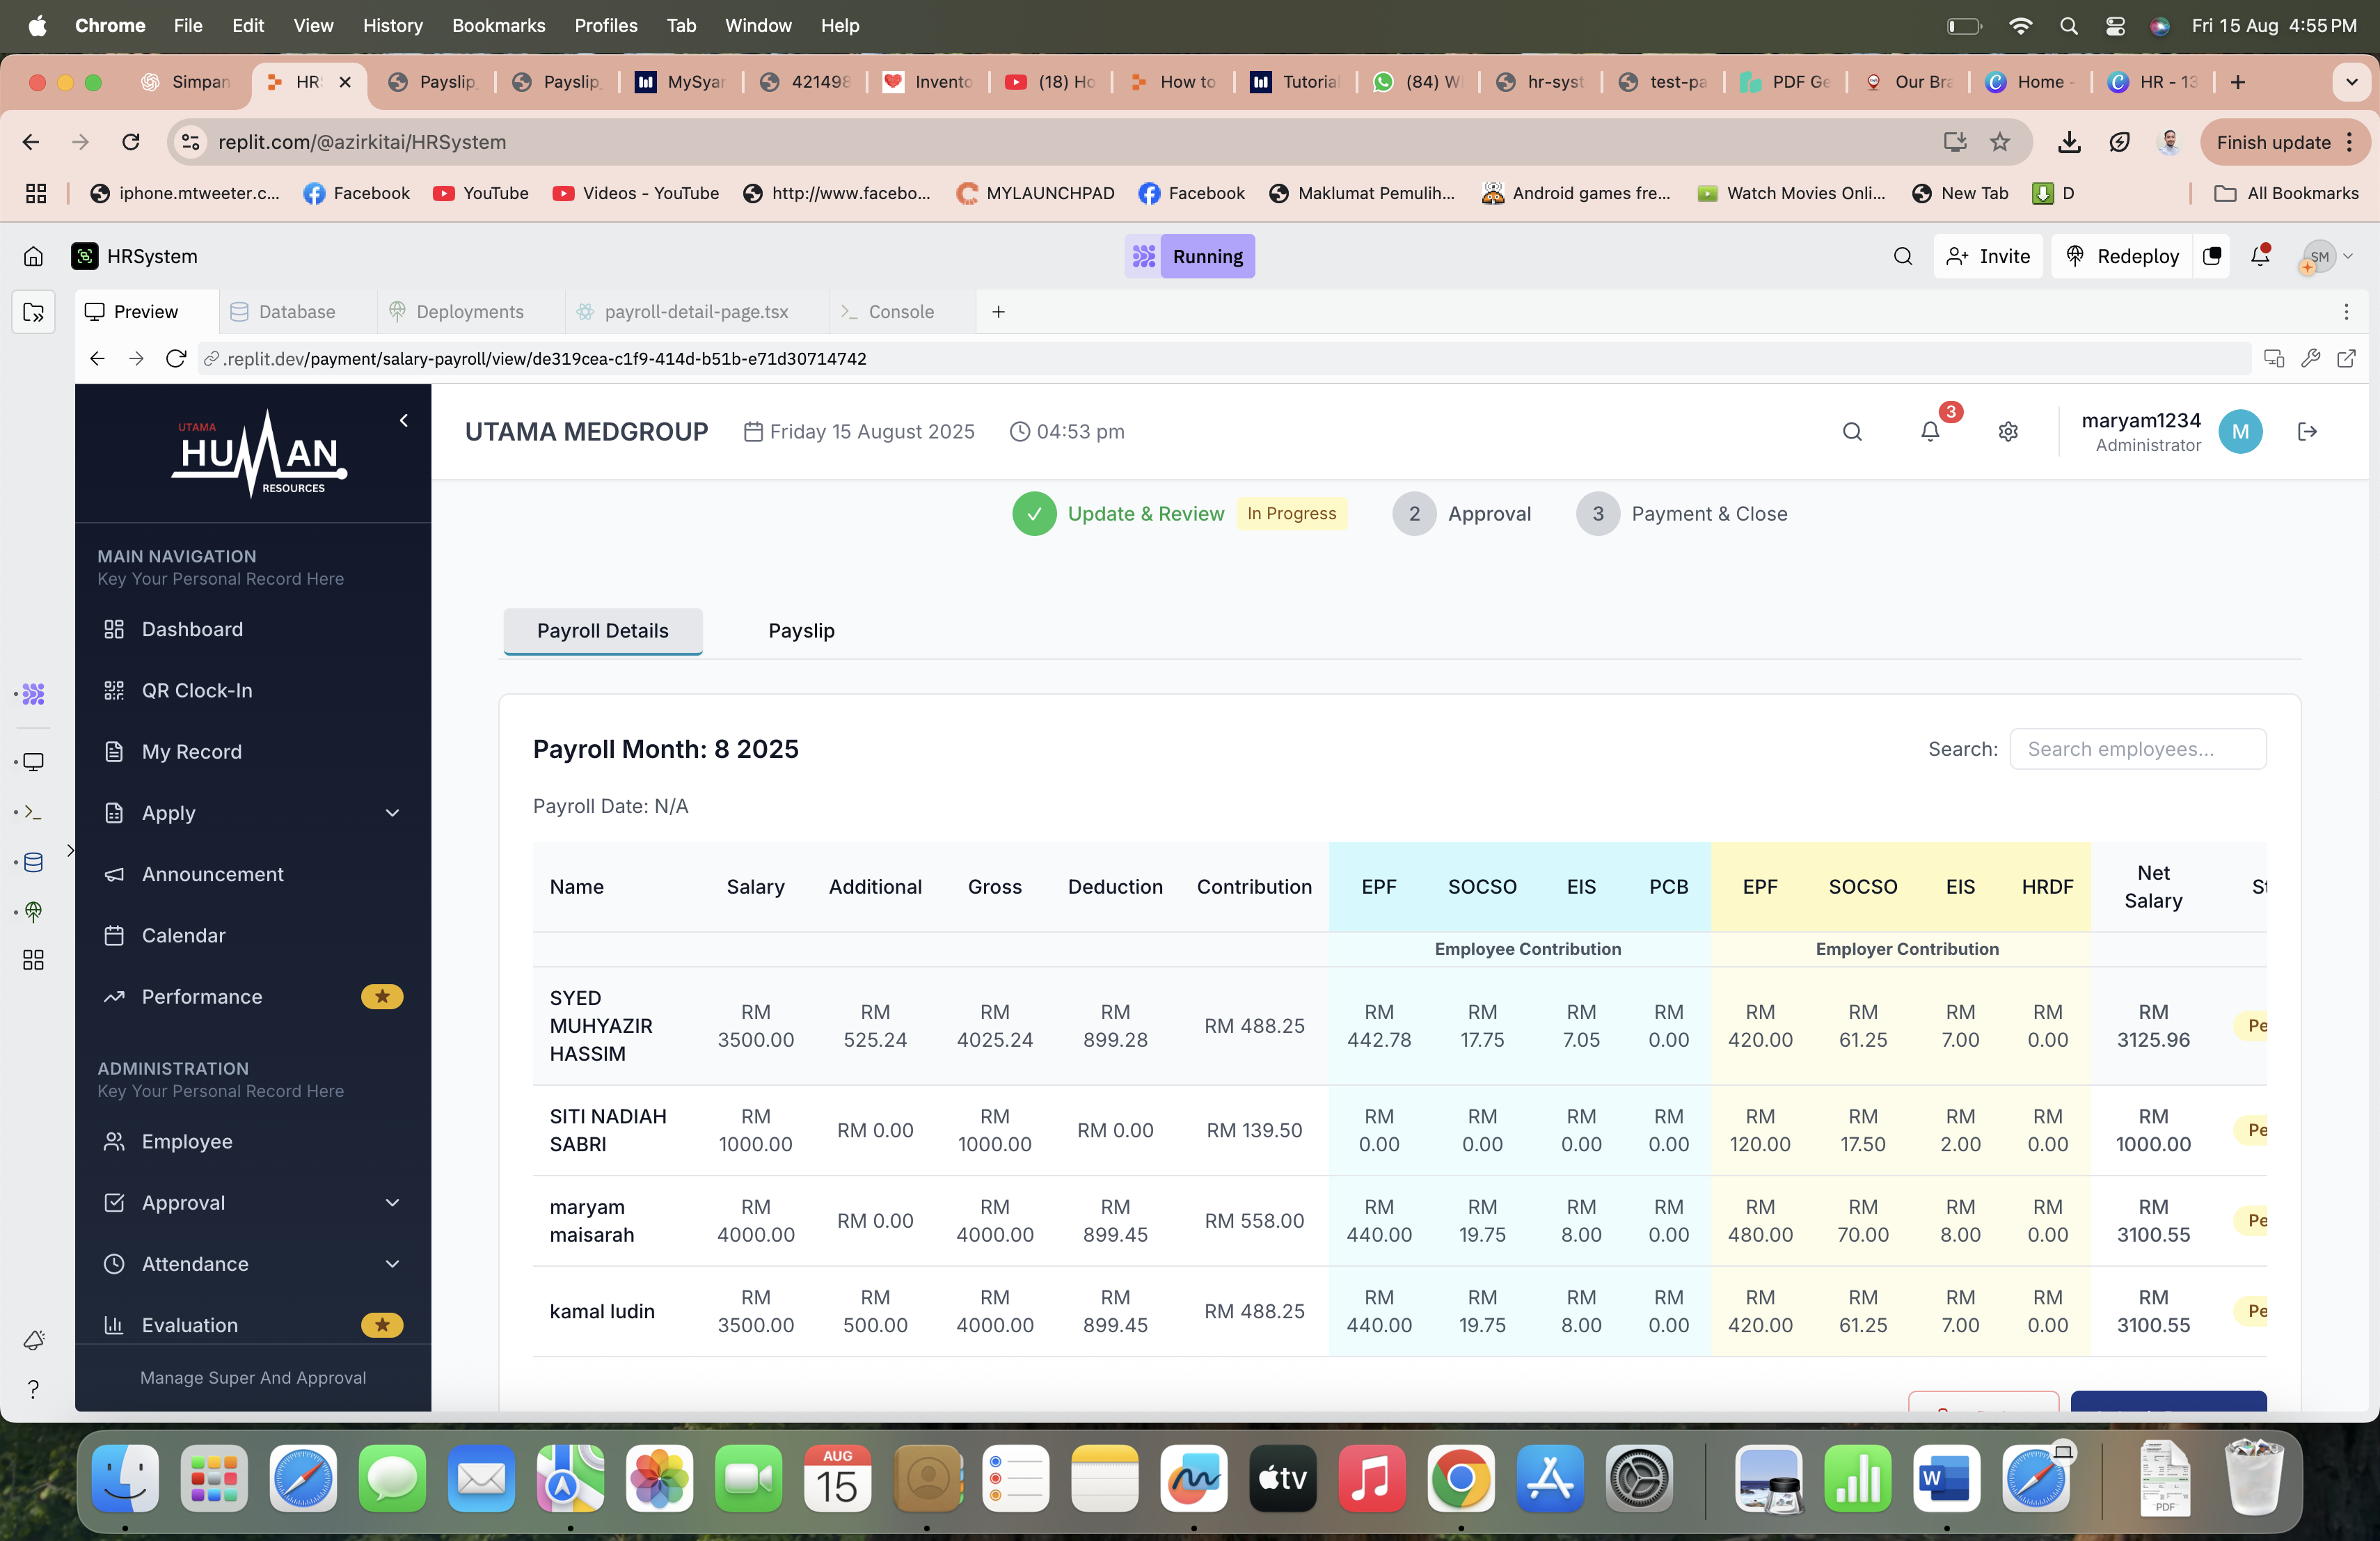 Chrome File Edit View History Bookmarks Profiles Tab Window Help Fri 15 Aug 4:55 PM
Simpan HR Payslip_ Payslip_ MySyar 421498 Invento (18) Ho How to Tutorial (84) W hr-syst test-pa PDF Ge Our Bra Home - HR - 13
replit.com/@azirkitai/HRSystem Finish update
iphone.mtweeter.c... Facebook YouTube Videos - YouTube http://www.facebo... MYLAUNCHPAD Facebook Maklumat Pemulih... Android games fre... Watch Movies Onli... New Tab D All Bookmarks
HRSystem Running Invite Redeploy SM
Preview Database Deployments payroll-detail-page.tsx Console
.replit.dev/payment/salary-payroll/view/de319cea-c1f9-414d-b51b-e71d30714742
UTAMA
HUMAN
RESOURCES
UTAMA MEDGROUP Friday 15 August 2025 04:53 pm 3 maryam1234 M
Administrator
Update & Review In Progress 2 Approval 3 Payment & Close
MAIN NAVIGATION
Key Your Personal Record Here
Dashboard
QR Clock-In
My Record
Apply
Announcement
Calendar
Performance
ADMINISTRATION
Key Your Personal Record Here
Employee
Approval
Attendance
Evaluation
Manage Super And Approval
Payroll Details Payslip
Payroll Month: 8 2025 Search: Search employees...
Payroll Date: N/A
Name Salary Additional Gross Deduction Contribution EPF SOCSO EIS PCB EPF SOCSO EIS HRDF Net Salary
Employee Contribution Employer Contribution
SYED MUHYAZIR HASSIM RM 3500.00 RM 525.24 RM 4025.24 RM 899.28 RM 488.25 RM 442.78 RM 17.75 RM 7.05 RM 0.00 RM 420.00 RM 61.25 RM 7.00 RM 0.00 RM 3125.96 Pe
SITI NADIAH SABRI RM 1000.00 RM 0.00 RM 1000.00 RM 0.00 RM 139.50 RM 0.00 RM 0.00 RM 0.00 RM 0.00 RM 120.00 RM 17.50 RM 2.00 RM 0.00 RM 1000.00 Pe
maryam maisarah RM 4000.00 RM 0.00 RM 4000.00 RM 899.45 RM 558.00 RM 440.00 RM 19.75 RM 8.00 RM 0.00 RM 480.00 RM 70.00 RM 8.00 RM 0.00 RM 3100.55 Pe
kamal ludin RM 3500.00 RM 500.00 RM 4000.00 RM 899.45 RM 488.25 RM 440.00 RM 19.75 RM 8.00 RM 0.00 RM 420.00 RM 61.25 RM 7.00 RM 0.00 RM 3100.55 Pe
AUG
15
tv
W
PDF